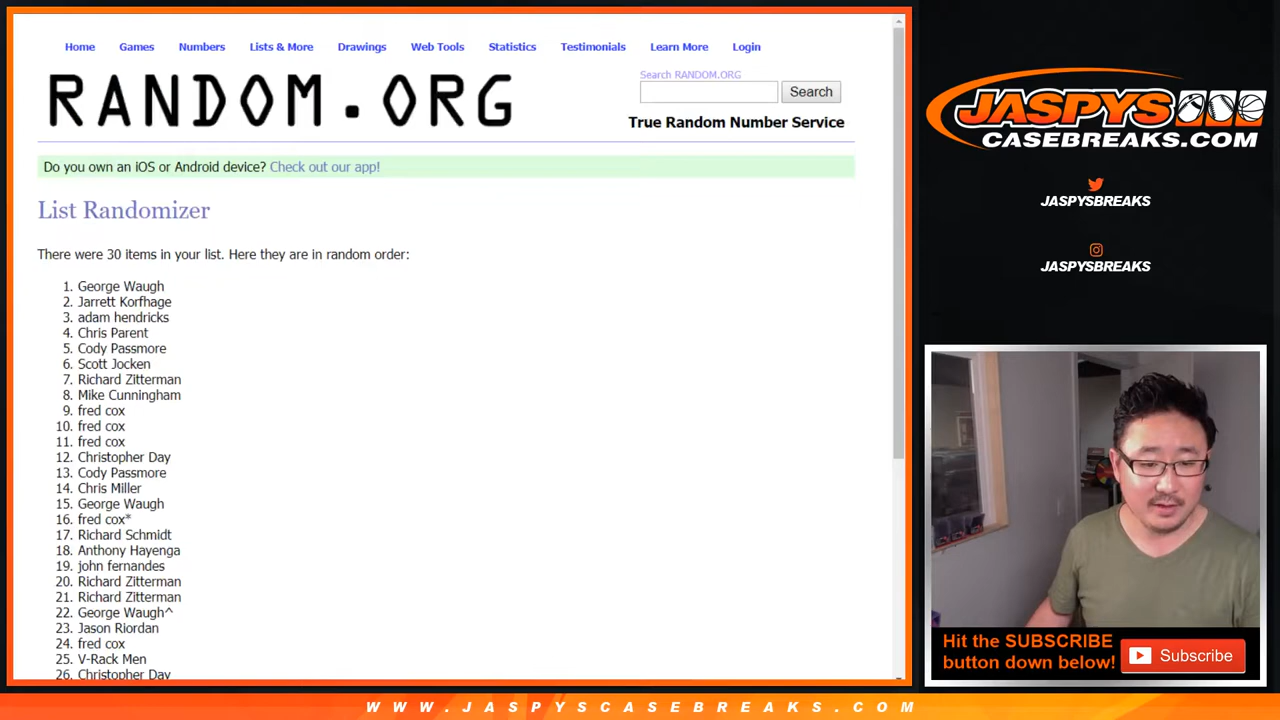 Home Games Numbers Lists & More Drawings Web Tools Statistics Testimonials Learn More Login
RANDOM.ORG
Search RANDOM.ORG
Search
True Random Number Service
Do you own an iOS or Android device? Check out our app!
List Randomizer
There were 30 items in your list. Here they are in random order:
1. George Waugh
2. Jarrett Korfhage
3. adam hendricks
4. Chris Parent
5. Cody Passmore
6. Scott Jocken
7. Richard Zitterman
8. Mike Cunningham
9. fred cox
10. fred cox
11. fred cox
12. Christopher Day
13. Cody Passmore
14. Chris Miller
15. George Waugh
16. fred cox*
17. Richard Schmidt
18. Anthony Hayenga
19. john fernandes
20. Richard Zitterman
21. Richard Zitterman
22. George Waugh^
23. Jason Riordan
24. fred cox
25. V-Rack Men
26. Christopher Day
JASPYS
CASEBREAKS.COM
JASPYSBREAKS
JASPYSBREAKS
Hit the SUBSCRIBE
button down below!
Subscribe
WWW.JASPYSCASEBREAKS.COM